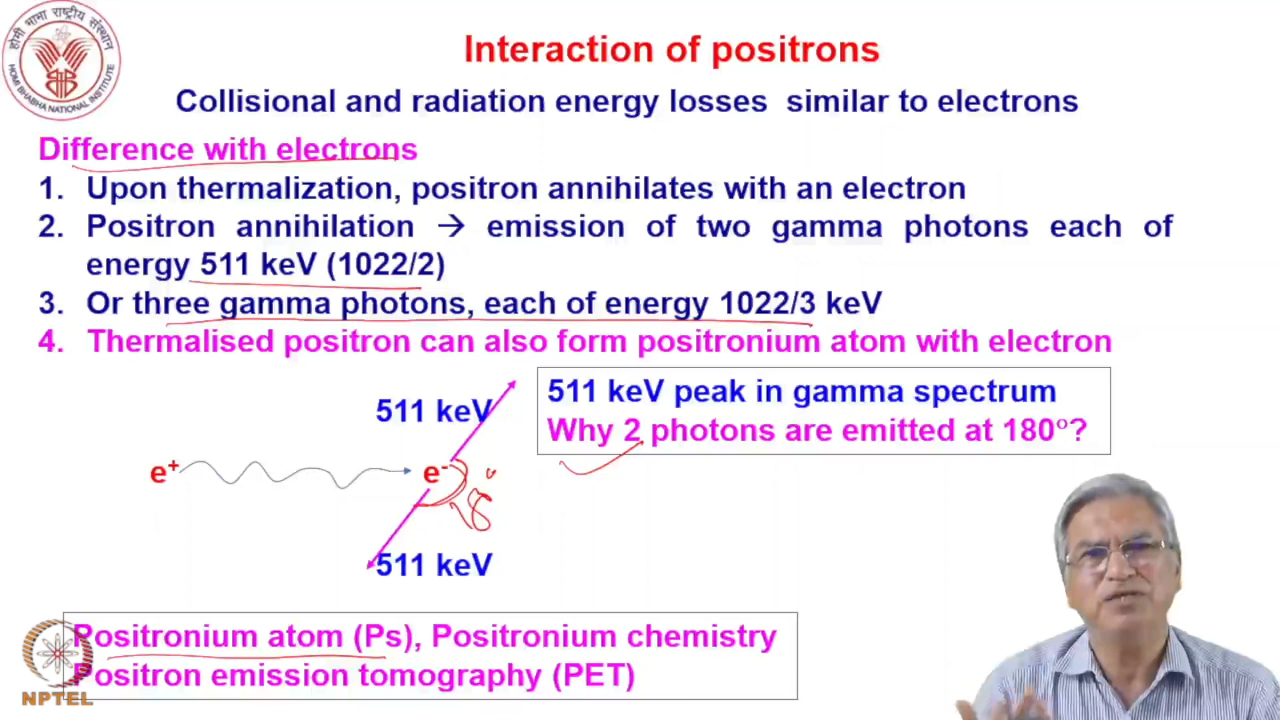 होमी भाभा राष्ट्रीय संस्थान
HOMI BHABHA NATIONAL INSTITUTE
Interaction of positrons
Collisional and radiation energy losses similar to electrons
Difference with electrons
1. Upon thermalization, positron annihilates with an electron
2. Positron annihilation → emission of two gamma photons each of
energy 511 keV (1022/2)
3. Or three gamma photons, each of energy 1022/3 keV
4. Thermalised positron can also form positronium atom with electron
511 keV
511 keV peak in gamma spectrum
Why 2 photons are emitted at 180°?
e⁺
e⁻
511 keV
Positronium atom (Ps), Positronium chemistry
Positron emission tomography (PET)
NPTEL